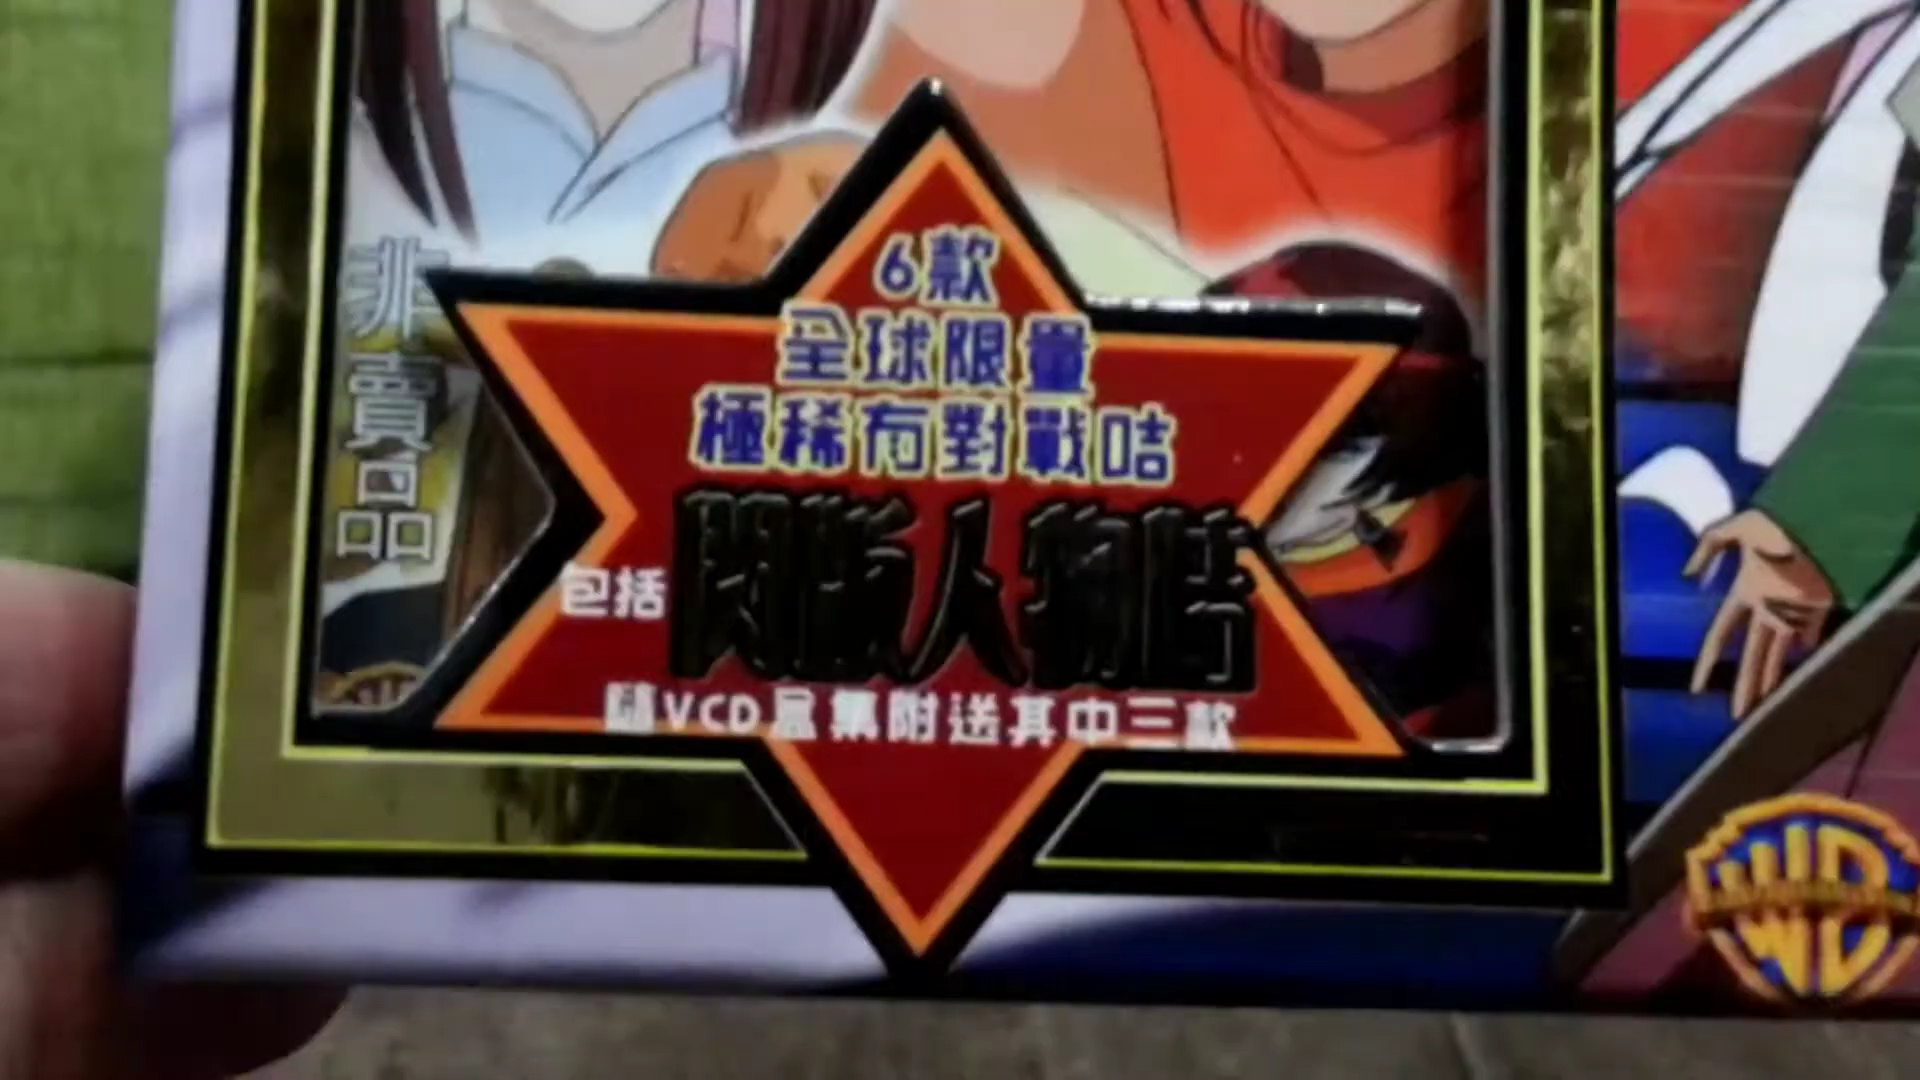 非賣品
6款
全球限量
極稀有對戰咭
包括
閃版人物咭
隨VCD盒集附送其中三款